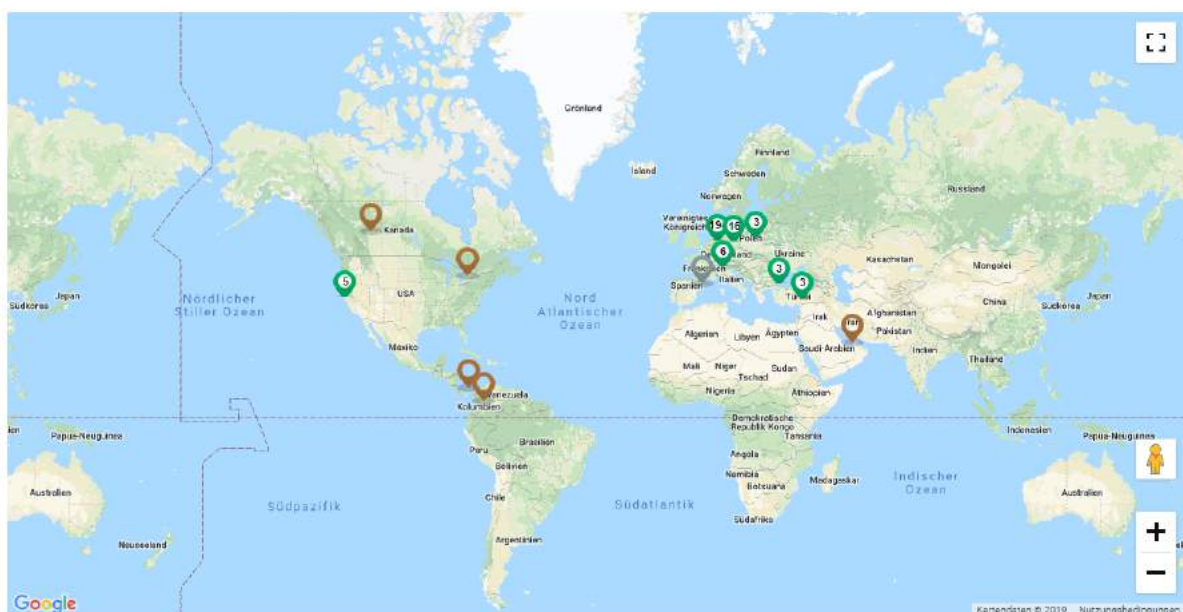 Grönland
Finnland
Island
Schweden
Norwegen
Russland
Vereinigtes
Königreich
Kanada
19
16
3
Polen
6
Ukraine
Kasachstan
Mongolei
Frankreich
Italien
Spanien
3
3
Türkei
5
USA
Nördlicher
Stiller Ozean
Nord
Atlantischer
Ozean
Südkorea
Japan
China
Südkorea
Japan
Irak
Iran
Afghanistan
Pakistan
Algerien
Libyen
Ägypten
Saudi-Arabien
Indien
Thailand
Mexiko
Mali
Niger
Tschad
Sudan
Nigeria
Äthiopien
Venezuela
Kolumbien
Demokratische
Republik Kongo
Tansania
Indonesien
Papua-Neuguinea
Papua-Neuguinea
Peru
Brasilien
Bolivien
Angola
Namibia
Botsuana
Madagaskar
Indischer
Ozean
Australien
Australien
Südpazifik
Chile
Südatlantik
Südafrika
Argentinien
Neuseeland
Google
Kartendaten © 2019
Nutzungsbedingungen